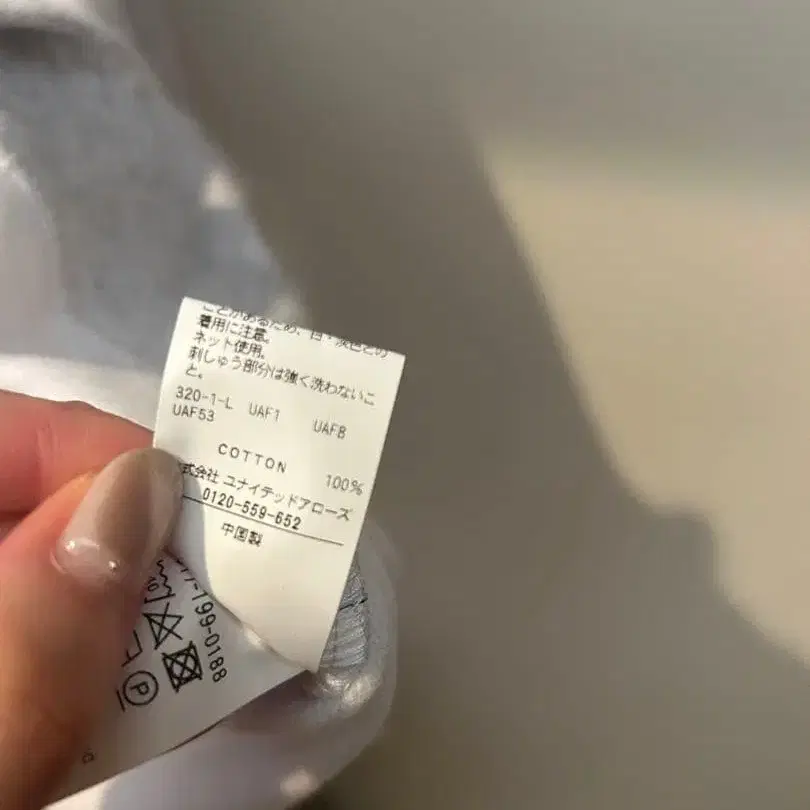 ことがあるため、白・淡色との
着用に注意。
ネット使用。
刺しゅう部分は強く洗わないこ
と。
320-1-L UAF1 UAF8
UAF53
COTTON 100%
式会社 ユナイテッドアローズ
0120-559-652
中国製
7-199-0188
P